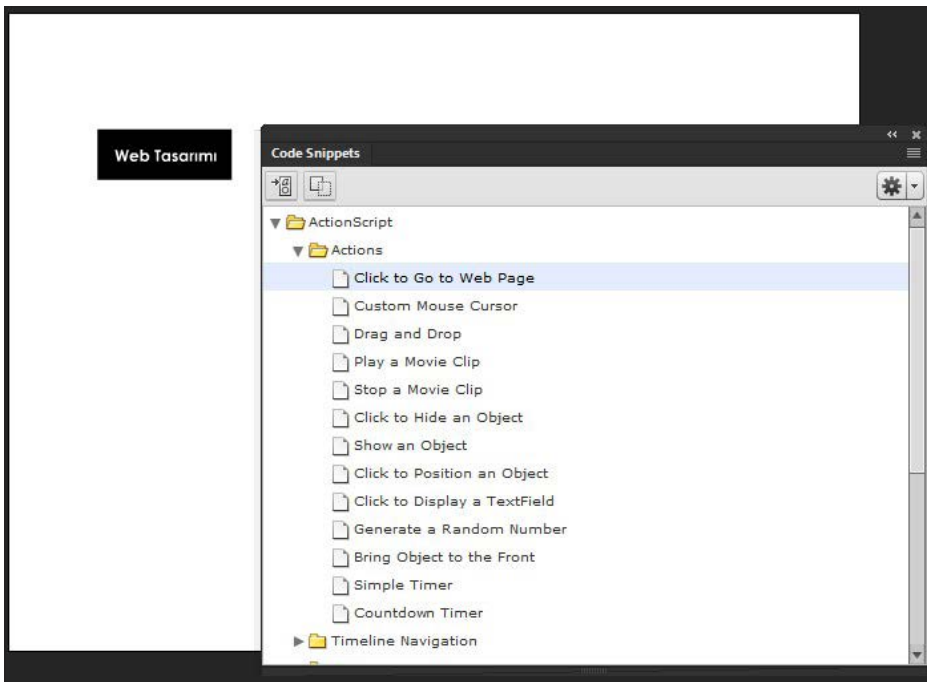 Web Tasarımı
Code Snippets
ActionScript
Actions
Click to Go to Web Page
Custom Mouse Cursor
Drag and Drop
Play a Movie Clip
Stop a Movie Clip
Click to Hide an Object
Show an Object
Click to Position an Object
Click to Display a TextField
Generate a Random Number
Bring Object to the Front
Simple Timer
Countdown Timer
Timeline Navigation